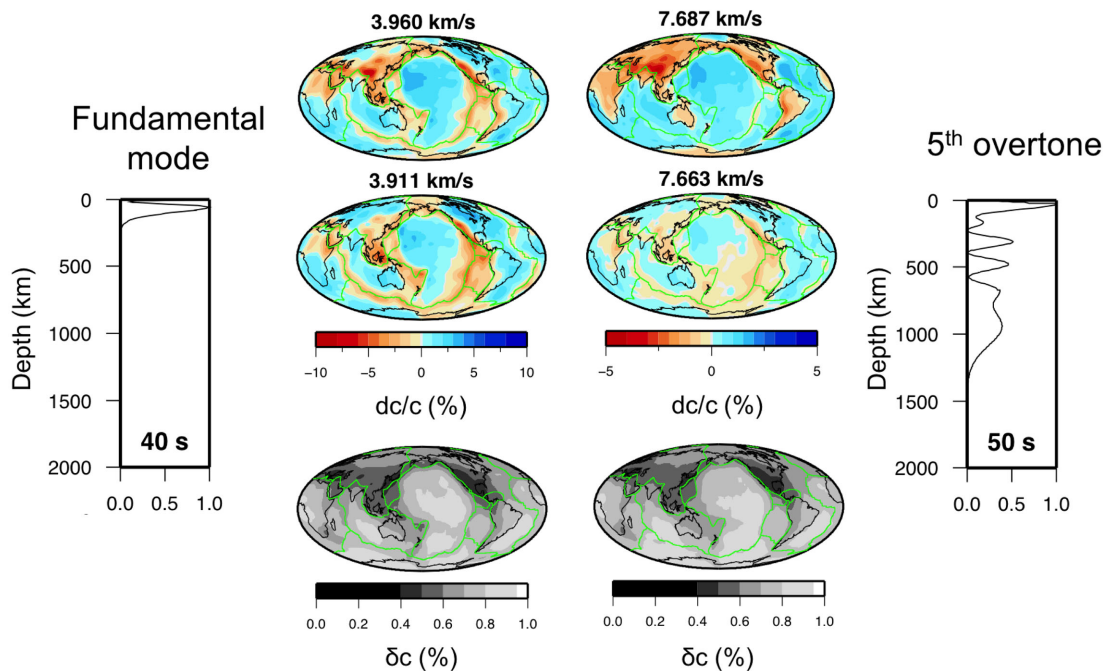 3.960 km/s
7.687 km/s
Fundamental
mode
5th overtone
3.911 km/s
7.663 km/s
0
500
1000
1500
2000
Depth (km)
40 s
0.0 0.5 1.0
-10 -5 0 5 10
dc/c (%)
-5 0 5
dc/c (%)
0
500
1000
1500
2000
Depth (km)
50 s
0.0 0.5 1.0
0.0 0.2 0.4 0.6 0.8 1.0
δc (%)
0.0 0.2 0.4 0.6 0.8 1.0
δc (%)